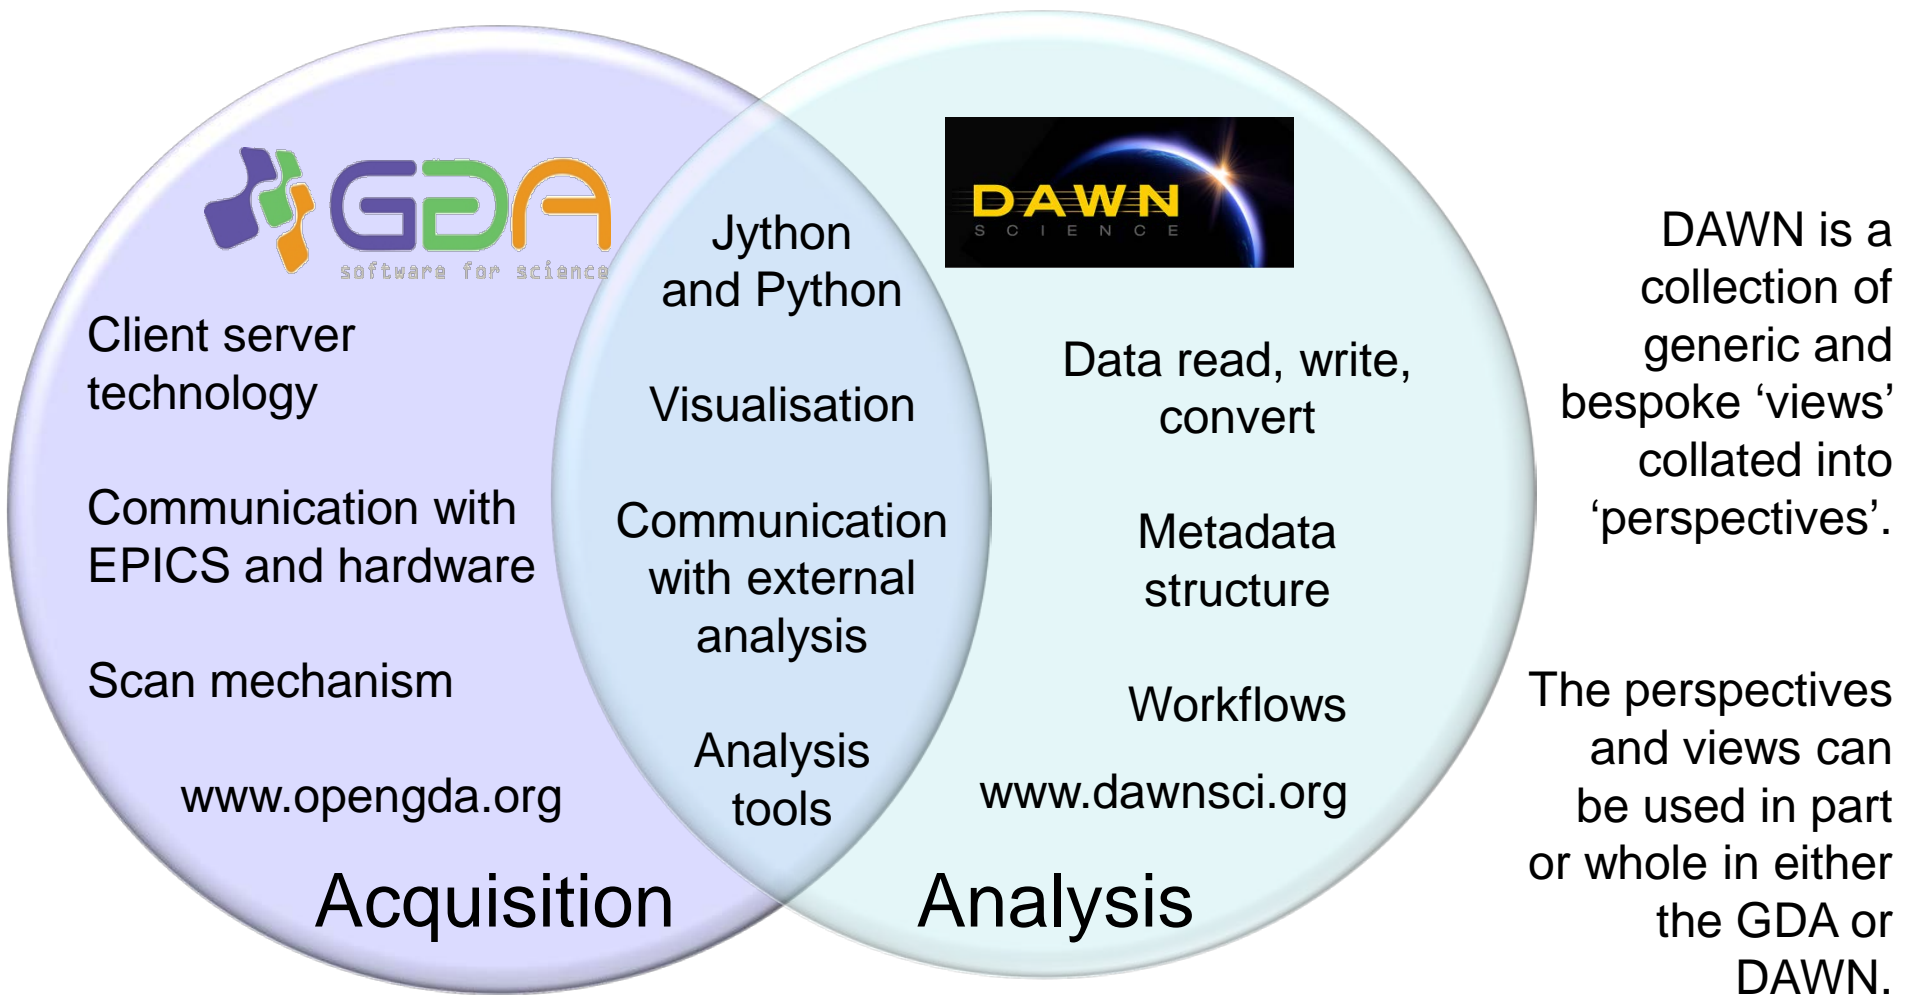 GDA
software for science
Client server
technology
Communication with
EPICS and hardware
Scan mechanism
www.opengda.org
Acquisition
Jython
and Python
Visualisation
Communication
with external
analysis
Analysis
tools
DAWN
SCIENCE
Data read, write,
convert
Metadata
structure
Workflows
www.dawnsci.org
Analysis
DAWN is a
collection of
generic and
bespoke ‘views’
collated into
‘perspectives’.
The perspectives
and views can
be used in part
or whole in either
the GDA or
DAWN.